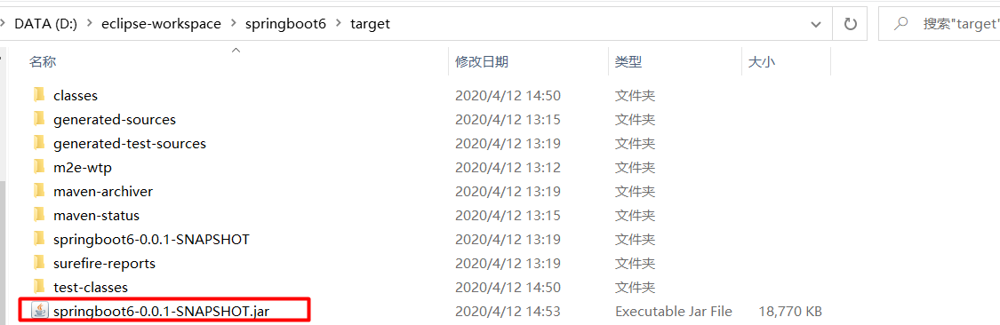 DATA (D:) > eclipse-workspace > springboot6 > target 搜索"target"
名称 修改日期 类型 大小
classes 2020/4/12 14:50 文件夹
generated-sources 2020/4/12 13:15 文件夹
generated-test-sources 2020/4/12 13:19 文件夹
m2e-wtp 2020/4/12 13:12 文件夹
maven-archiver 2020/4/12 13:19 文件夹
maven-status 2020/4/12 13:15 文件夹
springboot6-0.0.1-SNAPSHOT 2020/4/12 13:19 文件夹
surefire-reports 2020/4/12 13:19 文件夹
test-classes 2020/4/12 14:50 文件夹
springboot6-0.0.1-SNAPSHOT.jar 2020/4/12 14:53 Executable Jar File 18,770 KB